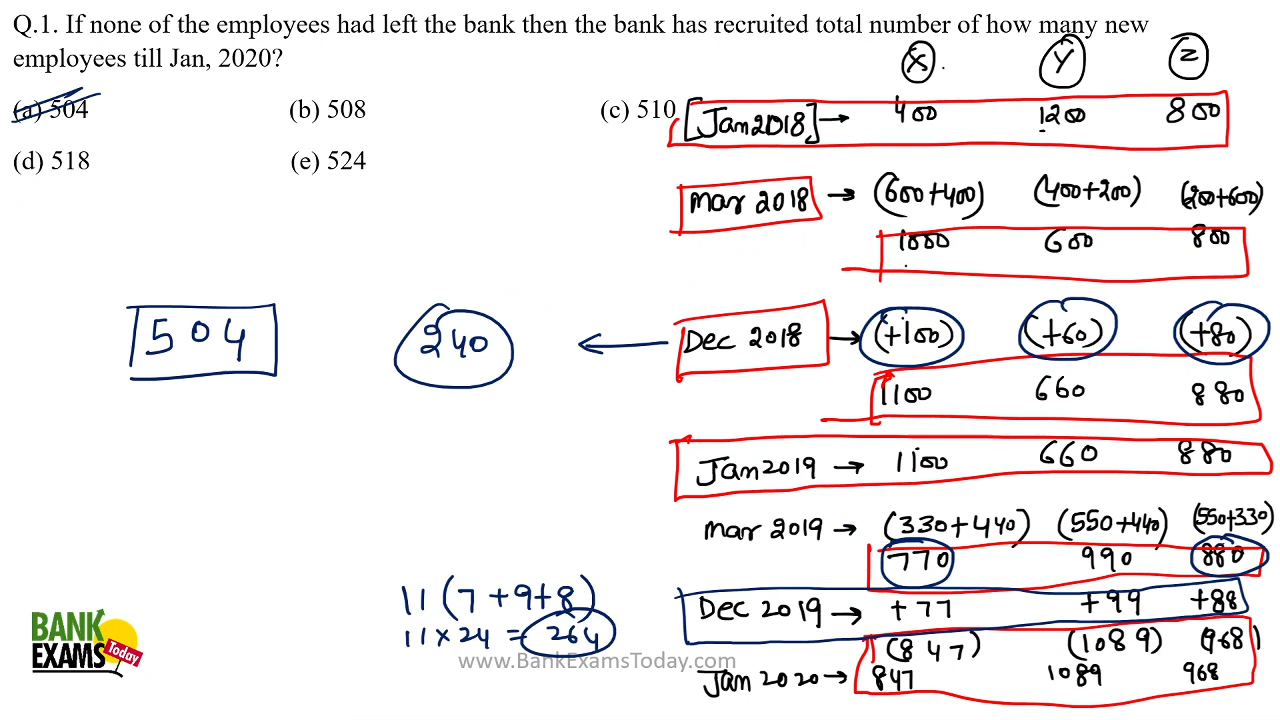 Q.1. If none of the employees had left the bank then the bank has recruited total number of how many new
employees till Jan, 2020?
X Y Z
(a) 504 (b) 508 (c) 510
(d) 518 (e) 524
[Jan 2018] → 400 1200 800
Mar 2018 → (600+400) (400+200) (200+600)
1000 600 800
504 240 ← Dec 2018 → (+100) (+60) (+80)
1100 660 880
Jan 2019 → 1100 660 880
Mar 2019 → (330+440) (550+440) (550+330)
770 990 880
11 (7+9+8) Dec 2019 → +77 +99 +88
11×24 = 264 (847) (1089) (968)
Jan 2020 → 847 1089 968
BANK
EXAMS Today
www.BankExamsToday.com